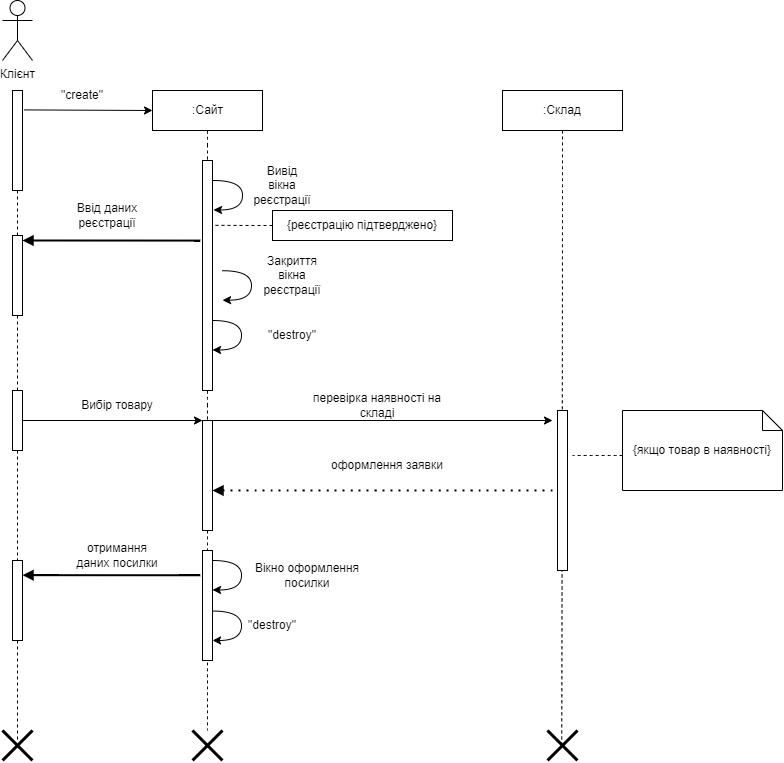 Клієнт
"create"
:Сайт
:Склад
Вивід
вікна
реєстрації
Ввід даних
реєстрації
{реєстрацію підтверджено}
Закриття
вікна
реєстрації
"destroy"
Вибір товару
перевірка наявності на
складі
{якщо товар в наявності}
оформлення заявки
отримання
даних посилки
Вікно оформлення
посилки
"destroy"